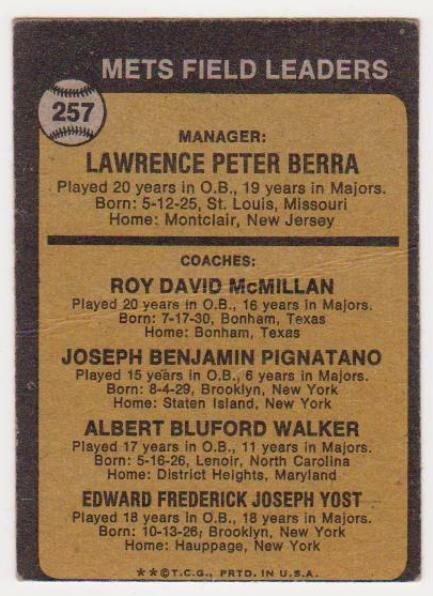 METS FIELD LEADERS
257
MANAGER:
LAWRENCE PETER BERRA
Played 20 years in O.B., 19 years in Majors.
Born: 5-12-25, St. Louis, Missouri
Home: Montclair, New Jersey
COACHES:
ROY DAVID McMILLAN
Played 20 years in O.B., 16 years in Majors.
Born: 7-17-30, Bonham, Texas
Home: Bonham, Texas
JOSEPH BENJAMIN PIGNATANO
Played 15 years in O.B., 6 years in Majors.
Born: 8-4-29, Brooklyn, New York
Home: Staten Island, New York
ALBERT BLUFORD WALKER
Played 17 years in O.B., 11 years in Majors.
Born: 5-16-26, Lenoir, North Carolina
Home: District Heights, Maryland
EDWARD FREDERICK JOSEPH YOST
Played 18 years in O.B., 18 years in Majors.
Born: 10-13-26, Brooklyn, New York
Home: Hauppage, New York
**©T.C.G., PRTD. IN U.S.A.